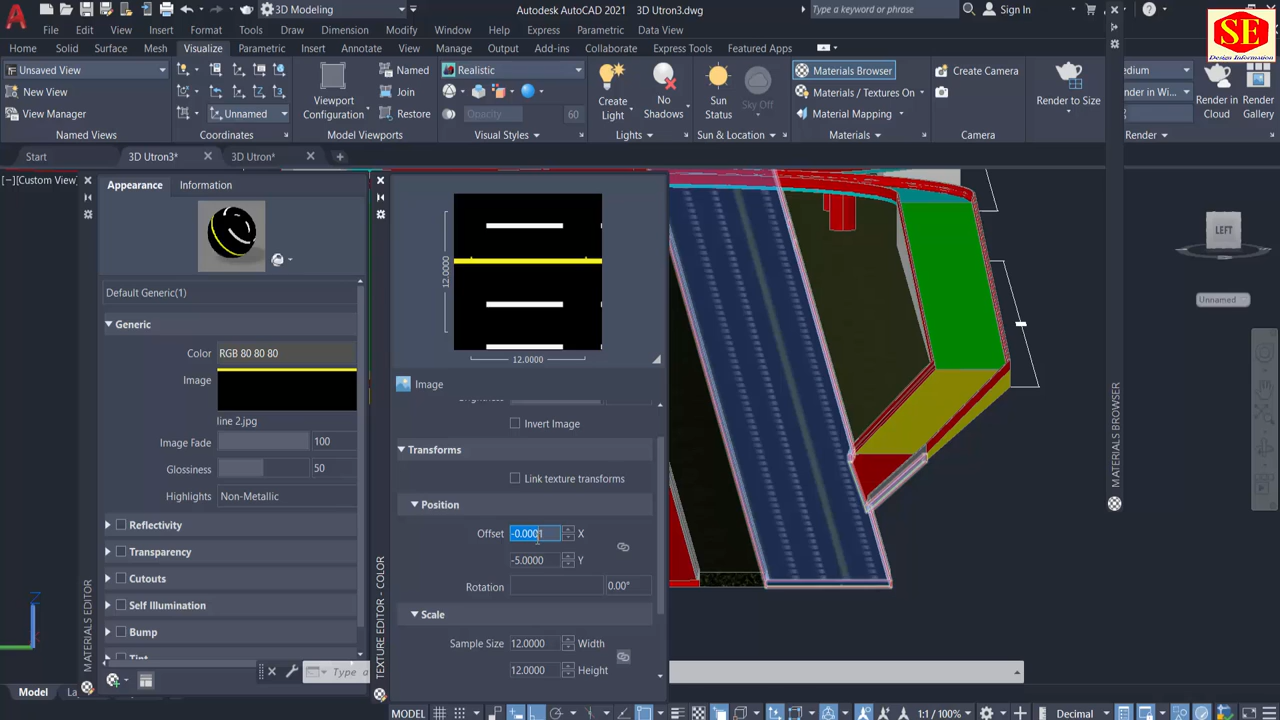 3D Modeling
Autodesk AutoCAD 2021 3D Utron3.dwg
Type a keyword or phrase
Sign In
SE
Design Information
File Edit View Insert Format Tools Draw Dimension Modify Window Express Parametric Data View
Home Solid Surface Mesh Visualize Parametric Insert Annotate View Manage Output Add-ins Collaborate Express Tools Featured Apps
Unsaved View
New View
View Manager
Named Views
Unnamed
Coordinates
Viewport
Configuration
Named
Join
Restore
Model Viewports
Realistic
Opacity 60
Visual Styles
Create
Light
No
Shadows
Lights
Sun
Status
Sky Off
Sun & Location
Materials Browser
Materials / Textures On
Material Mapping
Materials
Create Camera
Camera
Render to Size
Render in Cloud
Render Gallery
Render
Start 3D Utron3* 3D Utron*
[–][Custom View
Appearance Information
Default Generic(1)
Generic
Color RGB 80 80 80
Image
line 2.jpg
Image Fade 100
Glossiness 50
Highlights Non-Metallic
Reflectivity
Transparency
Cutouts
Self Illumination
Bump
MATERIALS EDITOR
12.0000
12.0000
Image
Brightness
Invert Image
Transforms
Link texture transforms
Position
Offset -0.0001 X
-5.0000 Y
Rotation 0.00°
Scale
Sample Size 12.0000 Width
12.0000 Height
TEXTURE EDITOR - COLOR
LEFT
Unnamed
MATERIALS BROWSER
Z
Type a
Model
MODEL 1:1 / 100% Decimal